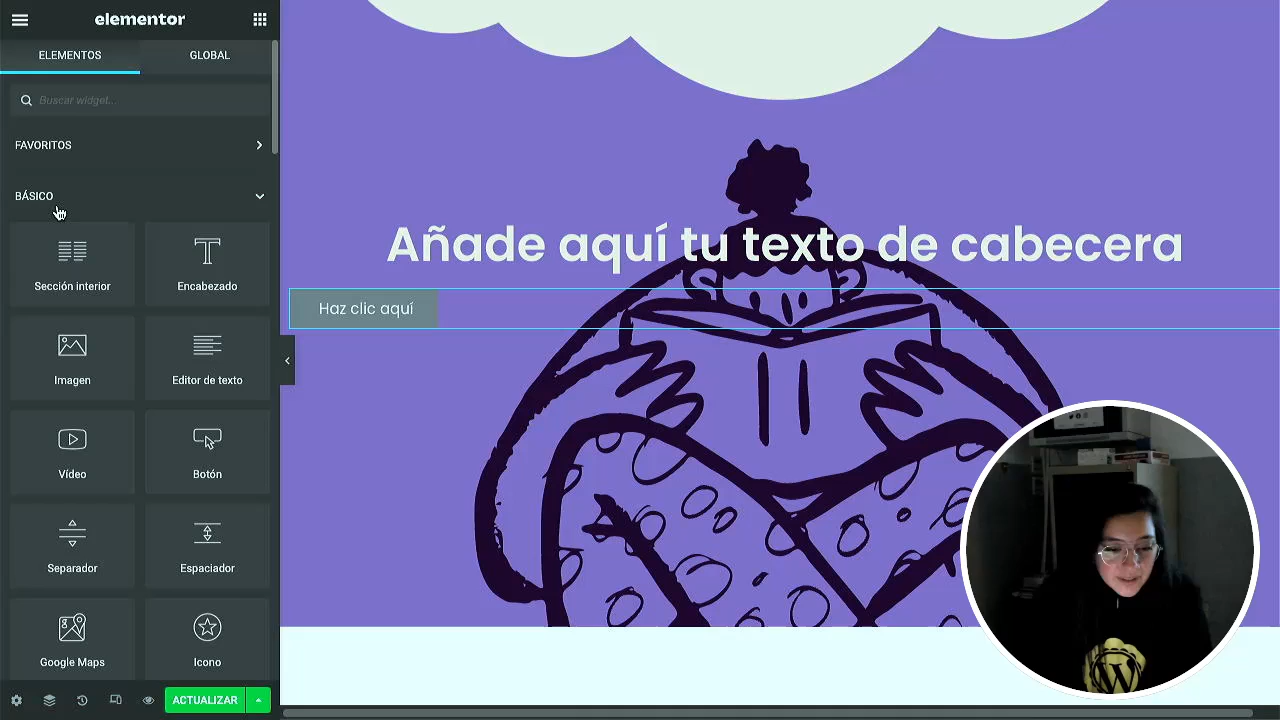 elementor
ELEMENTOS
GLOBAL
Buscar widget...
FAVORITOS
BÁSICO
Sección interior
Encabezado
Imagen
Editor de texto
Vídeo
Botón
Separador
Espaciador
Google Maps
Icono
ACTUALIZAR
Añade aquí tu texto de cabecera
Haz clic aquí